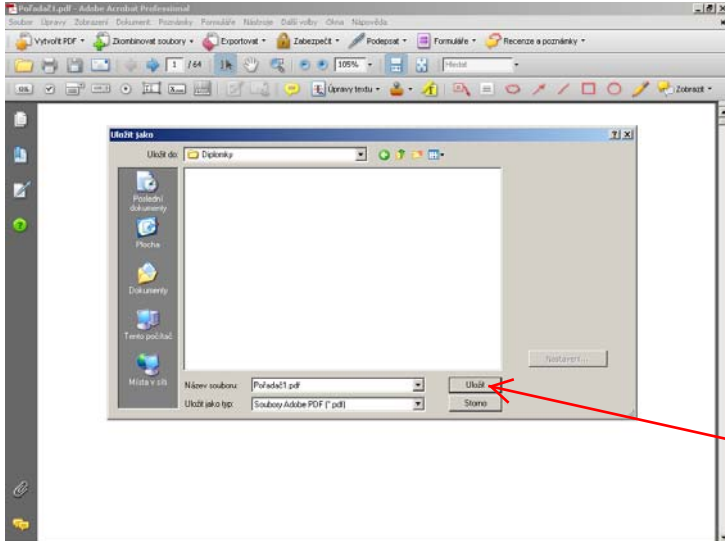 Pořadač1.pdf - Adobe Acrobat Professional
Soubor Úpravy Zobrazení Dokument Poznámky Formuláře Nástroje Další volby Okna Nápověda
Vytvořit PDF Zkombinovat soubory Exportovat Zabezpečit Podepsat Formuláře Recenze a poznámky
1 /64 105% Hledat
OK Úpravy textu Zobrazit
Uložit jako
Uložit do: Diplomky
Poslední dokumenty
Plocha
Dokumenty
Tento počítač
Místa v síti
Nastavení...
Název souboru: Pořadač1.pdf Uložit
Uložit jako typ: Soubory Adobe PDF (*.pdf) Storno